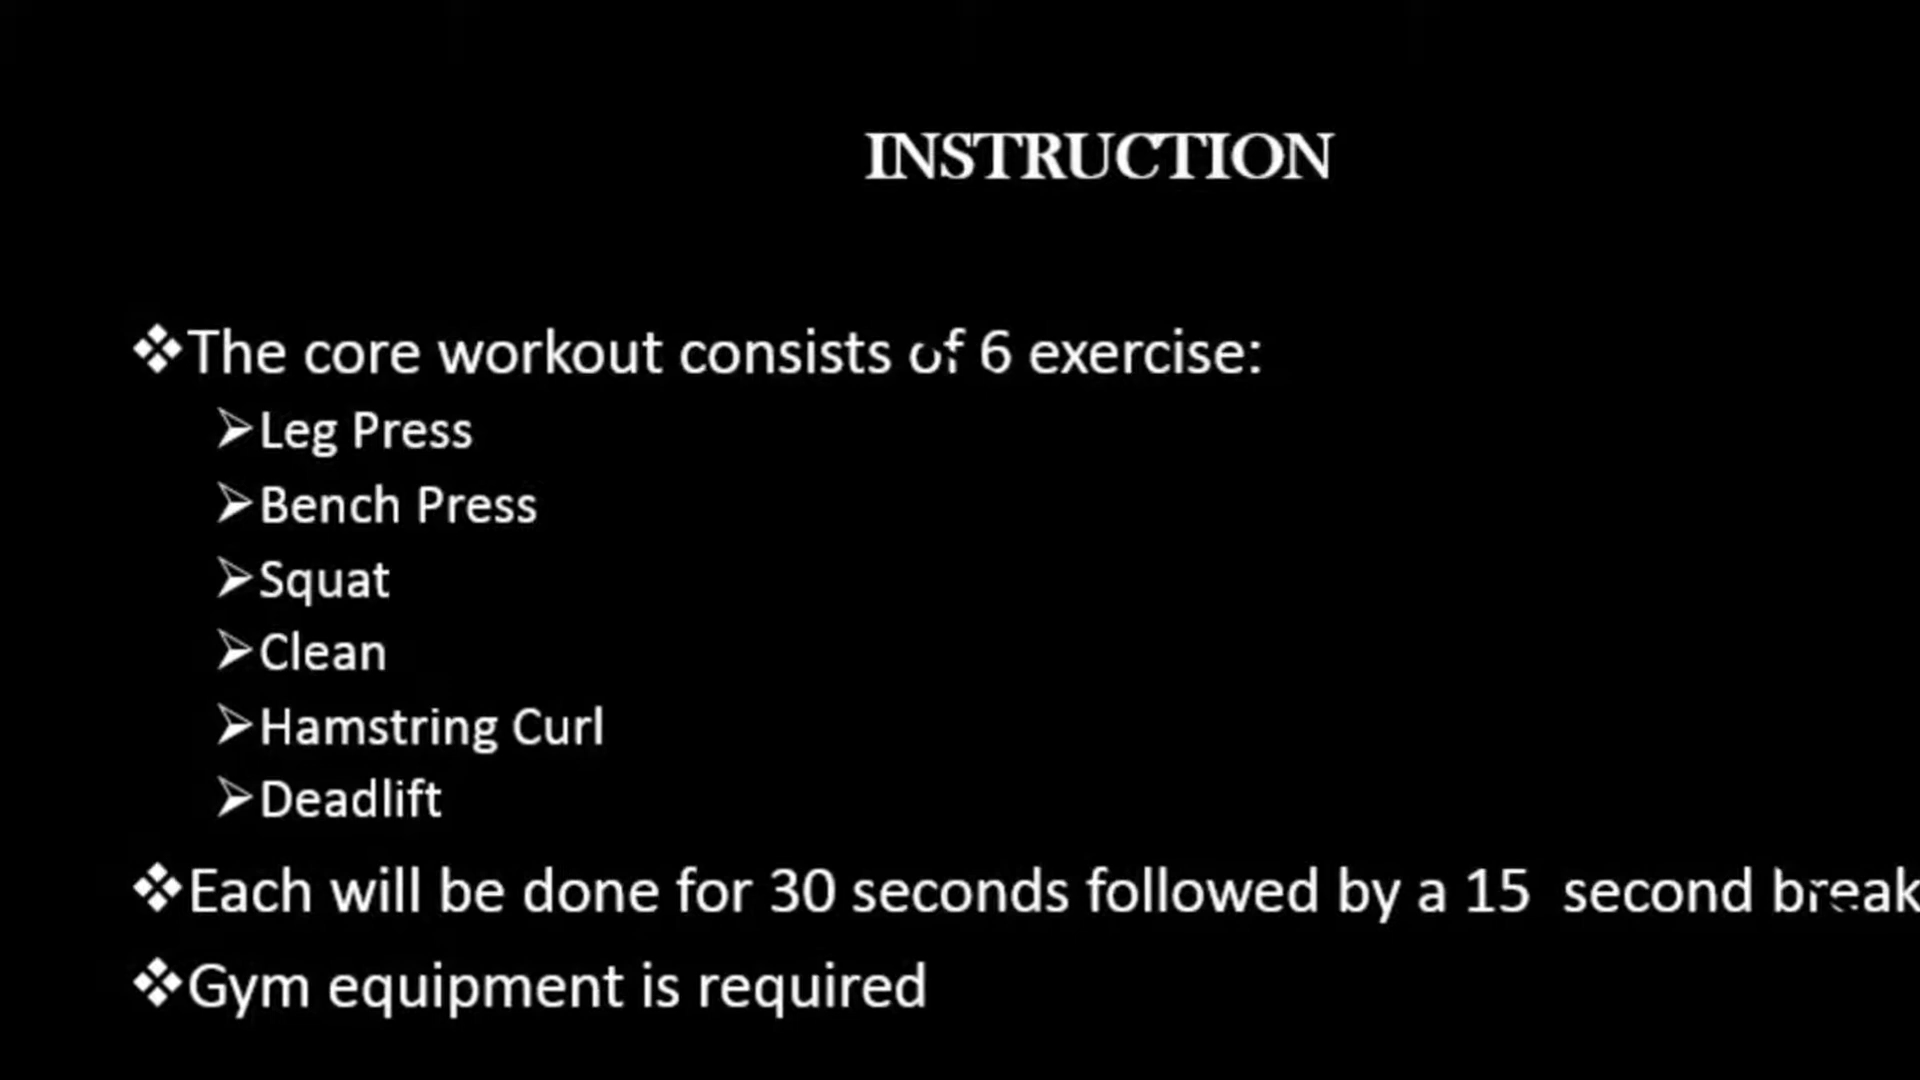 INSTRUCTION
❖The core workout consists of 6 exercise:
➢Leg Press
➢Bench Press
➢Squat
➢Clean
➢Hamstring Curl
➢Deadlift
❖Each will be done for 30 seconds followed by a 15 second break
❖Gym equipment is required